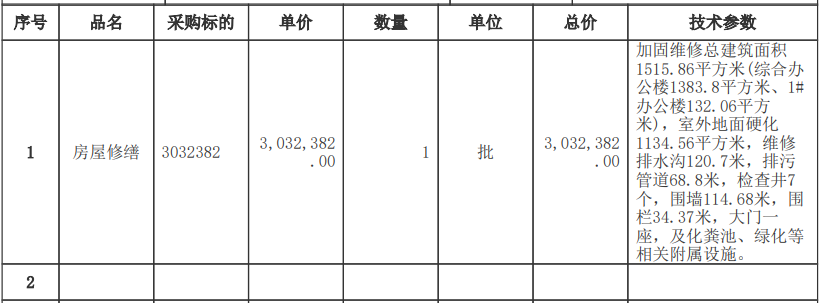 序号 品名 采购标的 单价 数量 单位 总价 技术参数
加固维修总建筑面积
1515.86平方米(综合办
公楼1383.8平方米、1#
办公楼132.06平方
米)，室外地面硬化
1 房屋修缮 3032382 3,032,382.00 1 批 3,032,382.00 1134.56平方米，维修
排水沟120.7米，排污
管道68.8米，检查井7
个，围墙114.68米，围
栏34.37米，大门一
座，及化粪池、绿化等
相关附属设施。
2